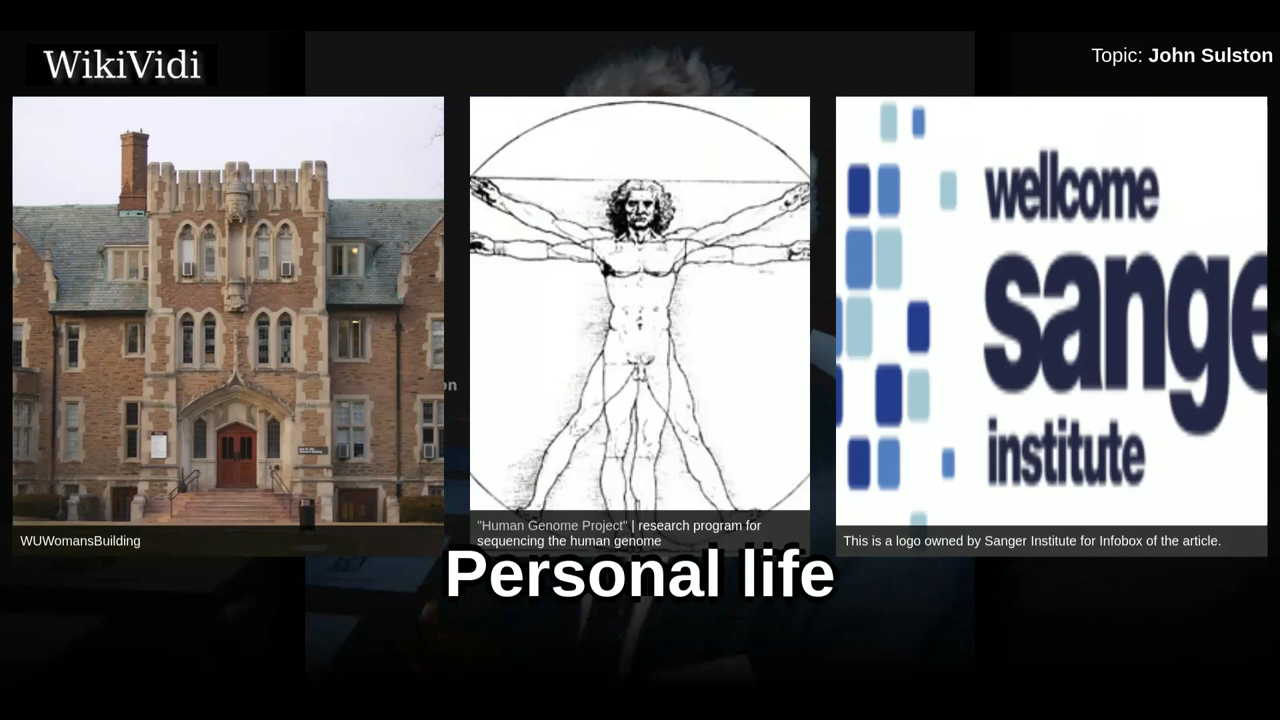 WikiVidi
Topic: John Sulston
on
wellcome
sange
institute
WUWomansBuilding
"Human Genome Project" | research program for
sequencing the human genome
This is a logo owned by Sanger Institute for Infobox of the article.
Personal life